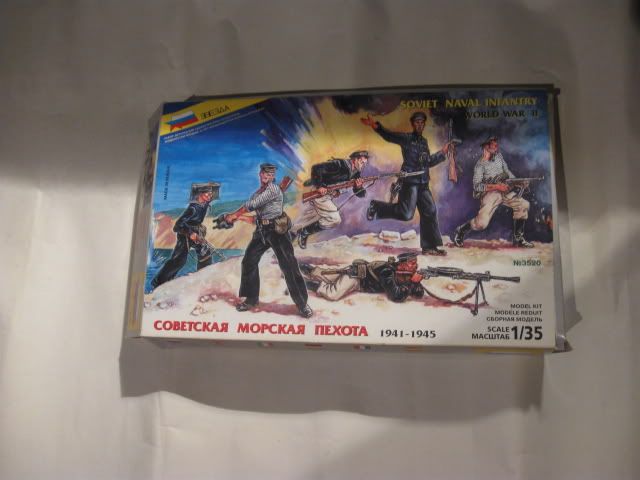 ЗВЕЗДА
SOVIET NAVAL INFANTRY
WORLD WAR II
№3520
MODEL KIT
MODELE REDUIT
СБОРНАЯ МОДЕЛЬ
SCALE
МАСШТАБ 1/35
СОВЕТСКАЯ МОРСКАЯ ПЕХОТА 1941-1945